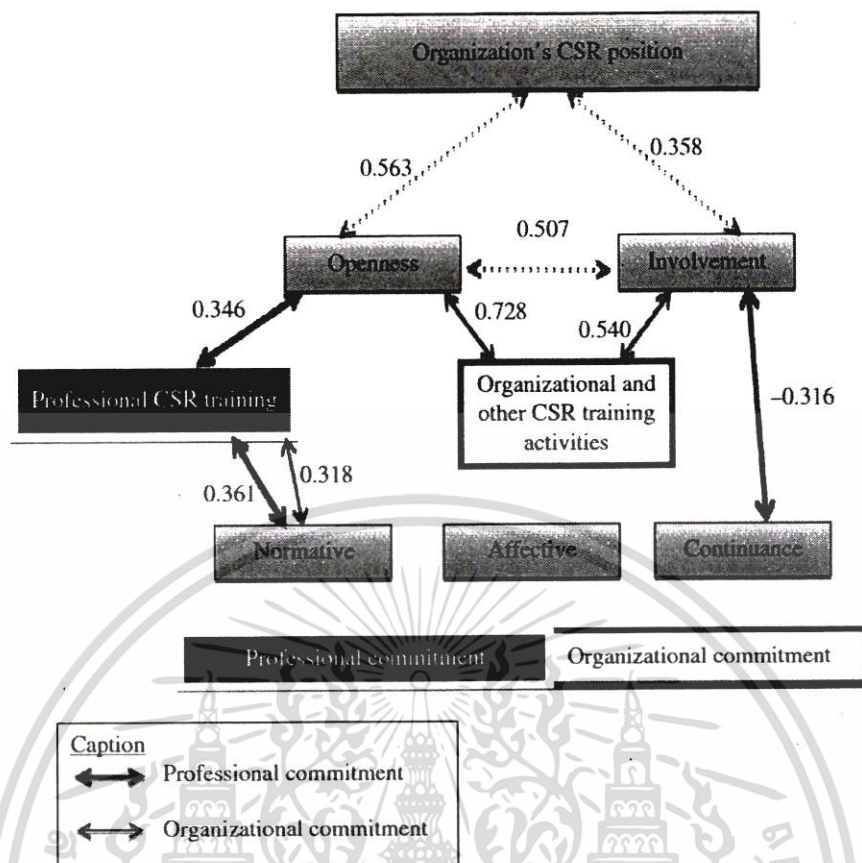 Organization's CSR position
0.563
0.358
0.507
Openness
Involvement
0.346
0.728
0.540
Professional CSR training
Organizational and
other CSR training
activities
–0.316
0.361
0.318
Normative
Affective
Continuance
Professional commitment
Organizational commitment
Caption
Professional commitment
Organizational commitment